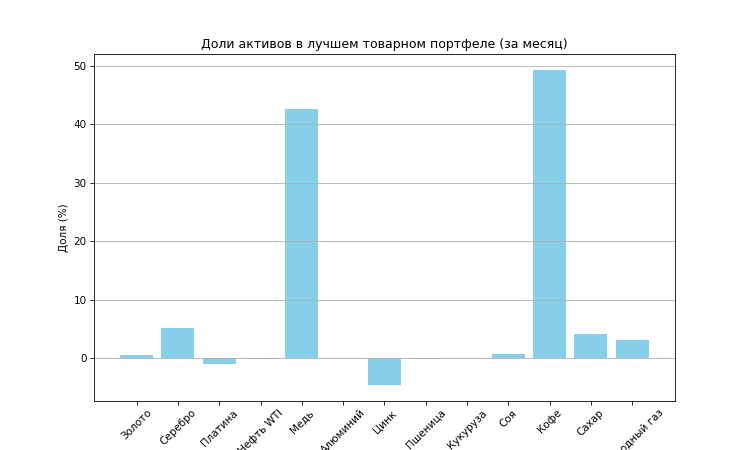 Доли активов в лучшем товарном портфеле (за месяц)
Доля (%)
50
40
30
20
10
0
Золото
Серебро
Платина
Нефть WTI
Медь
Алюминий
Цинк
Пшеница
Кукуруза
Соя
Кофе
Сахар
одный газ